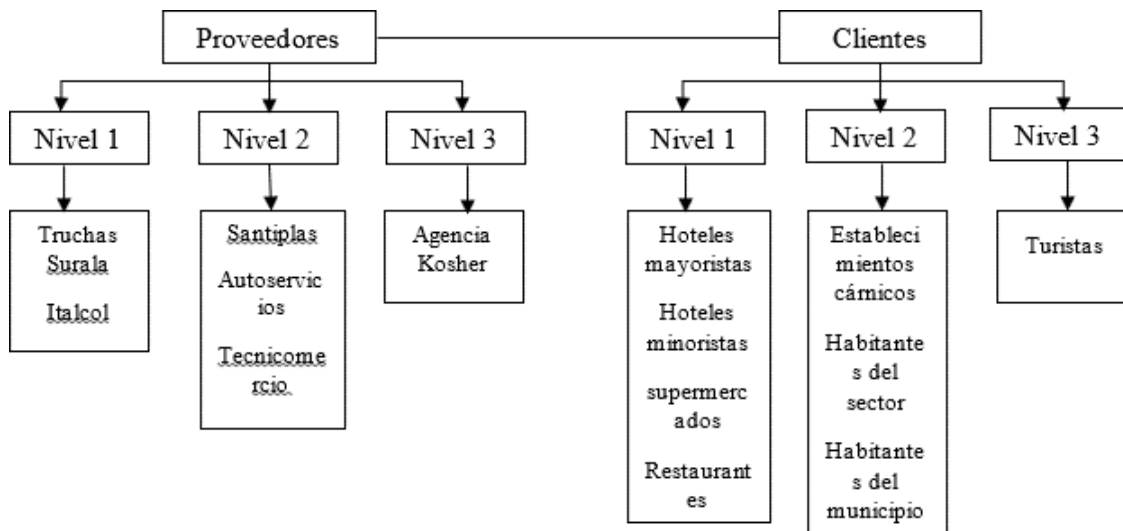 Proveedores
Clientes
Nivel 1
Nivel 2
Nivel 3
Nivel 1
Nivel 2
Nivel 3
Truchas
Surala
Italcol
Santiplas
Autoservic
ios
Tecnicome
rcio.
Agencia
Kosher
Hoteles
mayoristas
Hoteles
minoristas
supermerc
ados
Restaurant
es
Estableci
mientos
cárnicos
Habitante
s del
sector
Habitante
s del
municipio
Turistas